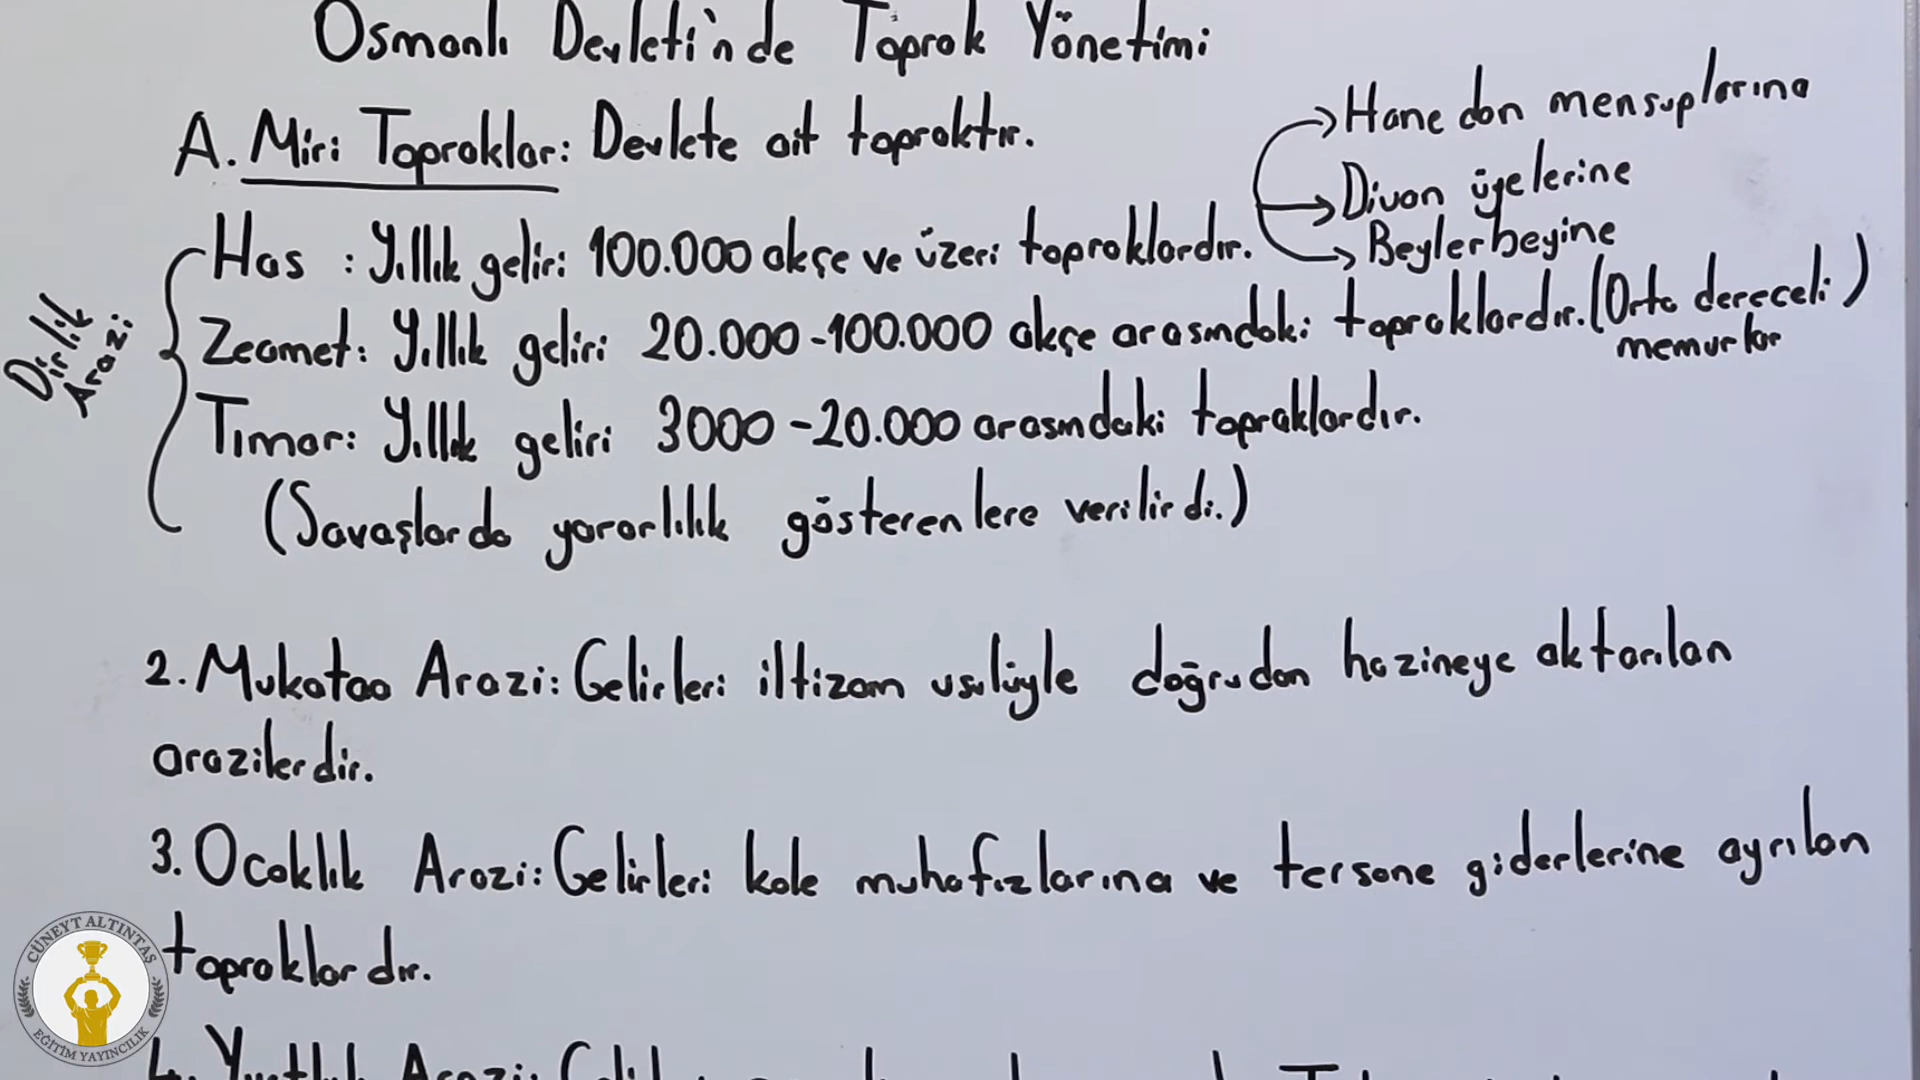 Osmanlı Devleti'nde Toprak Yönetimi
A. Miri Topraklar: Devlete ait topraktır.
Has : Yıllık geliri 100.000 akçe ve üzeri topraklardır.
→ Hanedan mensuplarına
→ Divan üyelerine
→ Beylerbeyine
Dirlik
Arazi
Zeamet: Yıllık geliri 20.000-100.000 akçe arasındaki topraklardır. (Orta dereceli)
memurlar
Tımar: Yıllık geliri 3000-20.000 arasındaki topraklardır.
(Savaşlarda yararlılık gösterenlere verilirdi.)
2. Mukataa Arazi: Gelirleri iltizam usulüyle doğrudan hazineye aktarılan
arazilerdir.
3. Ocaklık Arazi: Gelirleri kale muhafızlarına ve tersane giderlerine ayrılan
topraklardır.
4. Yurtluk Arazi:
CÜNEYT ALTINTAŞ
EĞİTİM YAYINCILIK